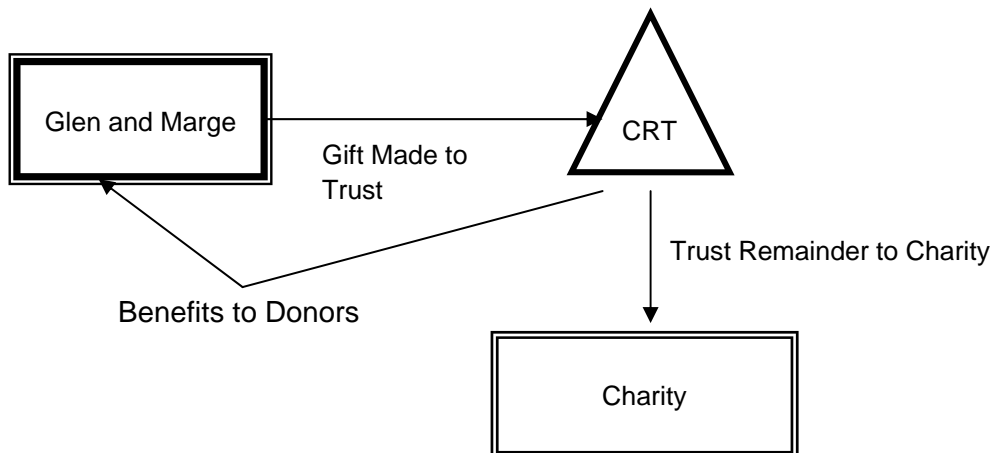 Glen and Marge
CRT
Gift Made to
Trust
Trust Remainder to Charity
Benefits to Donors
Charity